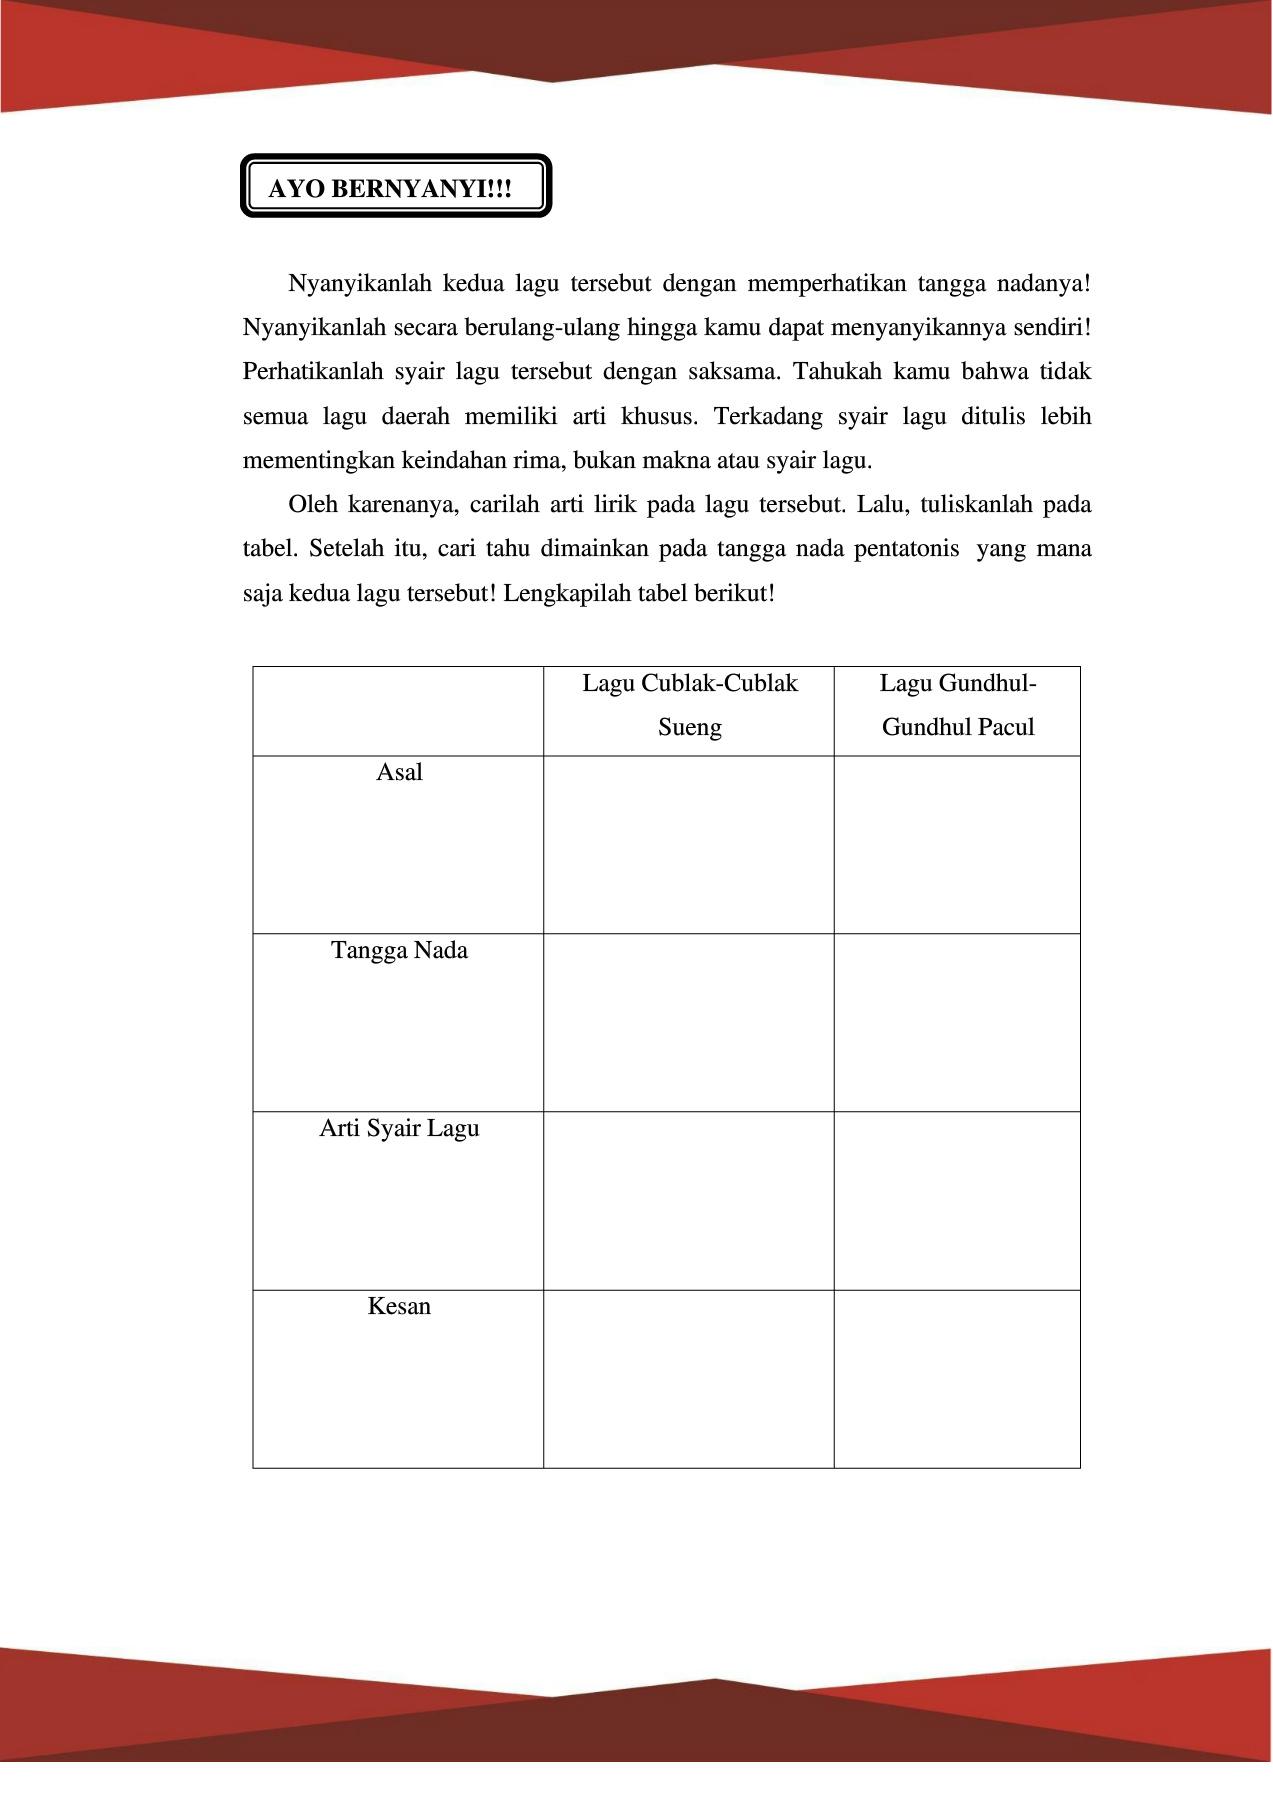 AYO BERNYANYI!!!
Nyanyikanlah kedua lagu tersebut dengan memperhatikan tangga nadanya!
Nyanyikanlah secara berulang-ulang hingga kamu dapat menyanyikannya sendiri!
Perhatikanlah syair lagu tersebut dengan saksama. Tahukah kamu bahwa tidak
semua lagu daerah memiliki arti khusus. Terkadang syair lagu ditulis lebih
mementingkan keindahan rima, bukan makna atau syair lagu.
Oleh karenanya, carilah arti lirik pada lagu tersebut. Lalu, tuliskanlah pada
tabel. Setelah itu, cari tahu dimainkan pada tangga nada pentatonis yang mana
saja kedua lagu tersebut! Lengkapilah tabel berikut!
Lagu Cublak-Cublak
Sueng
Lagu Gundhul-
Gundhul Pacul
Asal
Tangga Nada
Arti Syair Lagu
Kesan